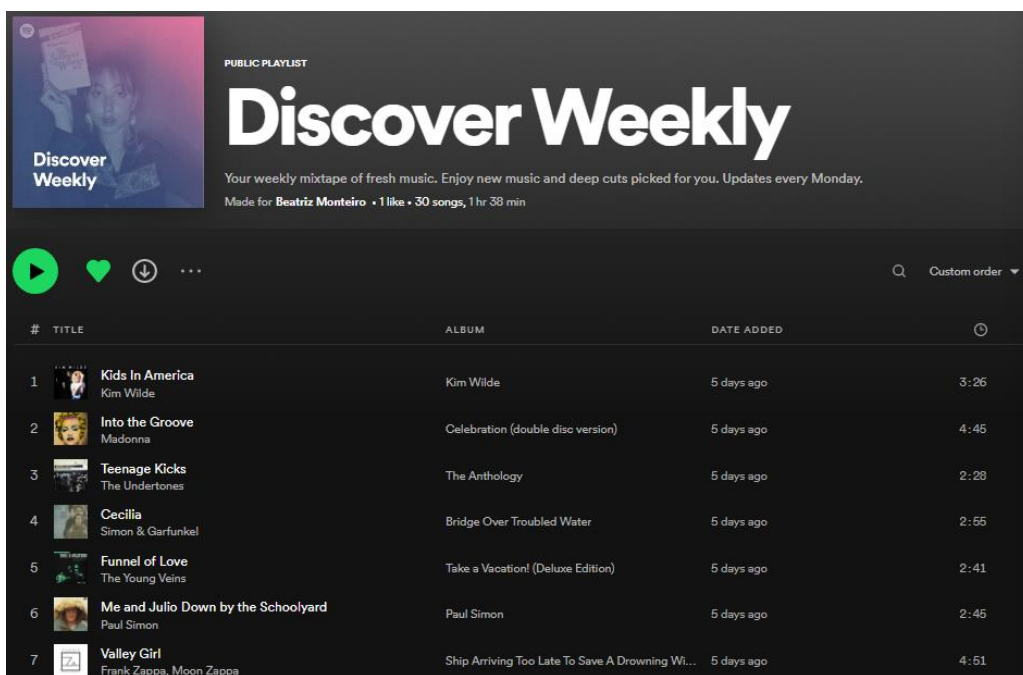 PUBLIC PLAYLIST
Discover Weekly
Discover
Weekly
Your weekly mixtape of fresh music. Enjoy new music and deep cuts picked for you. Updates every Monday.
Made for Beatriz Monteiro • 1 like • 30 songs, 1 hr 38 min
Custom order
# TITLE ALBUM DATE ADDED
1 Kids In America Kim Wilde 5 days ago 3:26
Kim Wilde
2 Into the Groove Celebration (double disc version) 5 days ago 4:45
Madonna
3 Teenage Kicks The Anthology 5 days ago 2:28
The Undertones
4 Cecilia Bridge Over Troubled Water 5 days ago 2:55
Simon & Garfunkel
5 Funnel of Love Take a Vacation! (Deluxe Edition) 5 days ago 2:41
The Young Veins
6 Me and Julio Down by the Schoolyard Paul Simon 5 days ago 2:45
Paul Simon
7 Valley Girl Ship Arriving Too Late To Save A Drowning Wi... 5 days ago 4:51
Frank Zappa, Moon Zappa